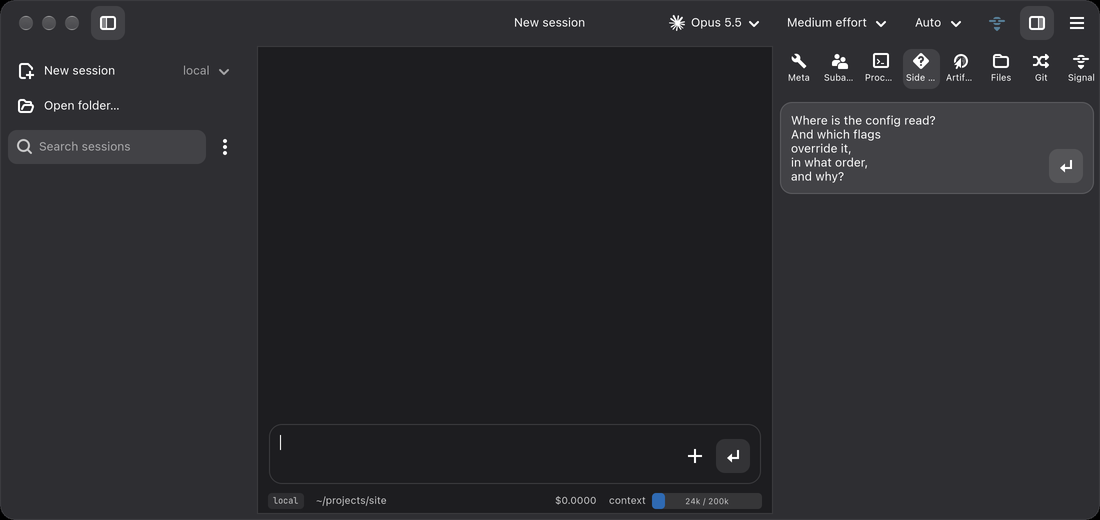 New session
Opus 5.5
Medium effort
Auto
New session
local
Open folder...
Search sessions
Meta
Suba...
Proc...
Side ...
Artif...
Files
Git
Signal
Where is the config read?
And which flags
override it,
in what order,
and why?
local
~/projects/site
$0.0000
context
24k / 200k